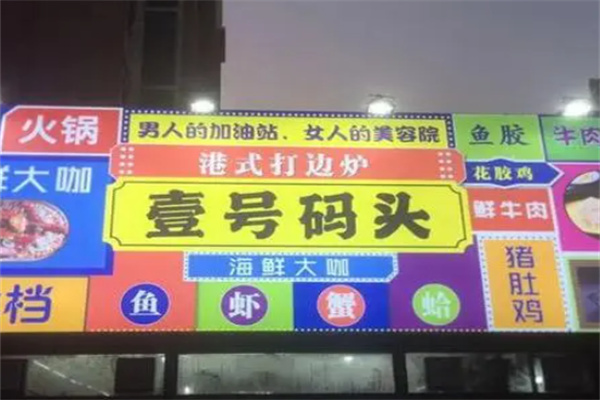 火锅
男人的加油站、女人的美容院
鱼胶
牛肉
港式打边炉
花胶鸡
鲜大咖
壹号码头
鲜牛肉
海鲜大咖
猪肚鸡
档
鱼
虾
蟹
蛤